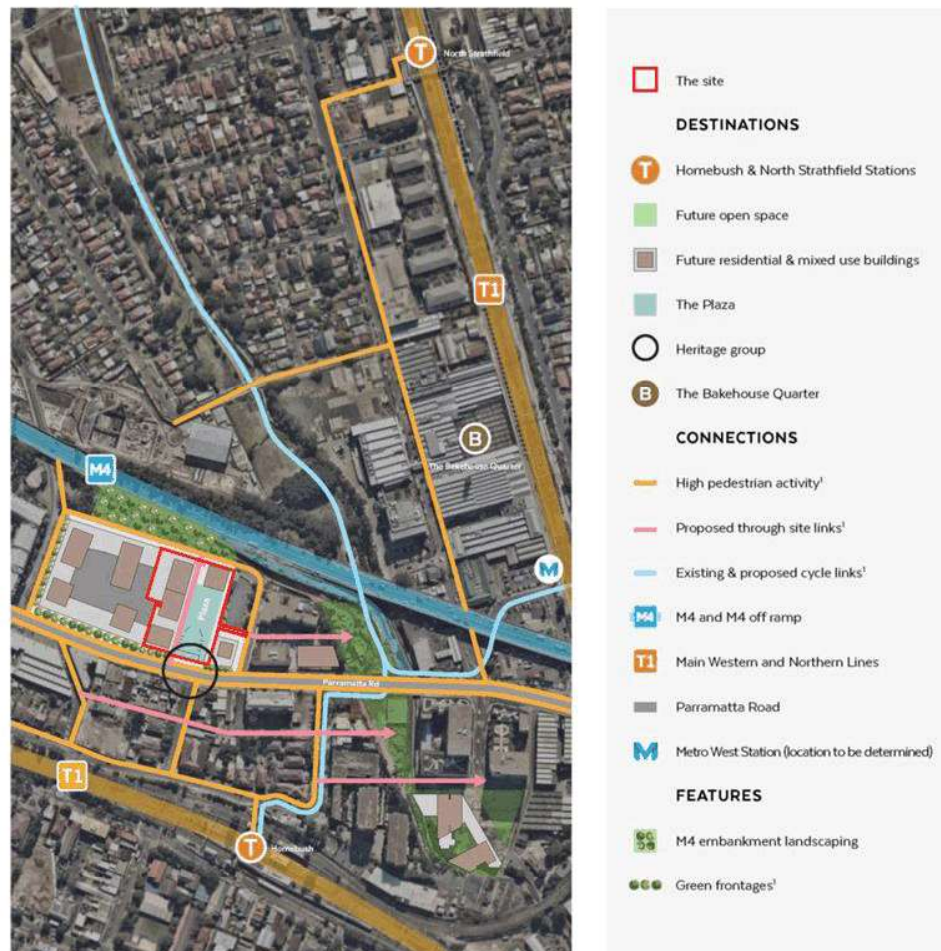 T
North Strathfield
T1
B
The Bakehouse Quarter
M4
M
Plaza
Parramatta Rd
T1
T
Homebush
The site
DESTINATIONS
T
Homebush & North Strathfield Stations
Future open space
Future residential & mixed use buildings
The Plaza
Heritage group
B
The Bakehouse Quarter
CONNECTIONS
High pedestrian activity¹
Proposed through site links¹
Existing & proposed cycle links¹
M4
M4 and M4 off ramp
T1
Main Western and Northern Lines
Parramatta Road
M
Metro West Station (location to be determined)
FEATURES
M4 embankment landscaping
Green frontages¹